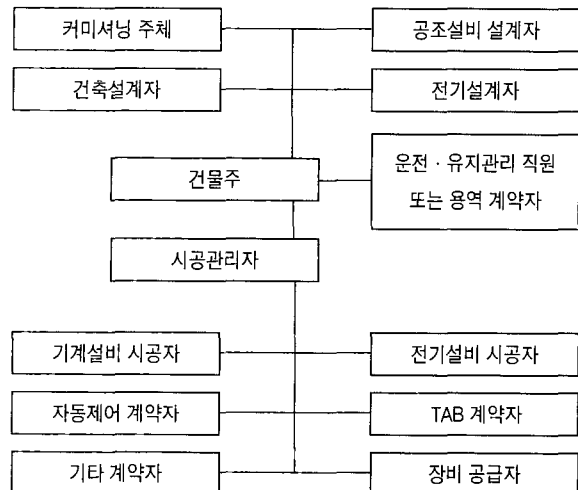 커미셔닝 주체
공조설비 설계자
건축설계자
전기설계자
건물주
운전 · 유지관리 직원
또는 용역 계약자
시공관리자
기계설비 시공자
전기설비 시공자
자동제어 계약자
TAB 계약자
기타 계약자
장비 공급자